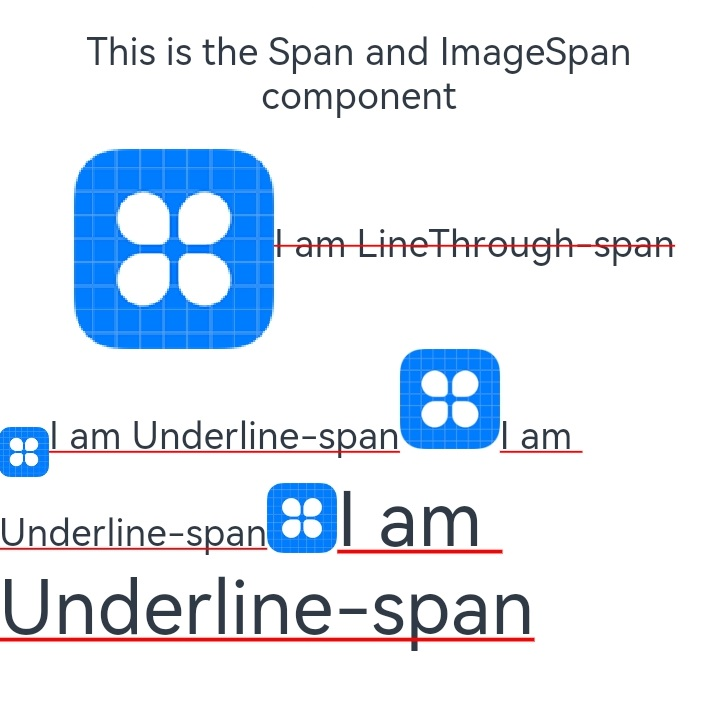 This is the Span and ImageSpan
component
I am LineThrough-span
I am Underline-span I am
Underline-span I am
Underline-span